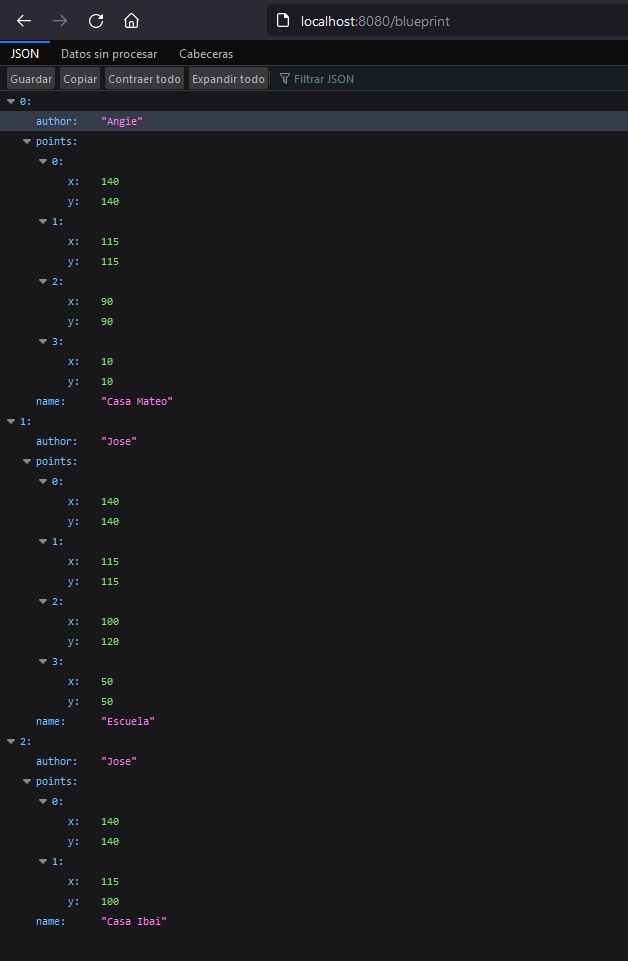 localhost:8080/blueprint
JSON Datos sin procesar Cabeceras
Guardar Copiar Contraer todo Expandir todo Filtrar JSON
0:
author: "Angie"
points:
0:
x: 140
y: 140
1:
x: 115
y: 115
2:
x: 90
y: 90
3:
x: 10
y: 10
name: "Casa Mateo"
1:
author: "Jose"
points:
0:
x: 140
y: 140
1:
x: 115
y: 115
2:
x: 100
y: 120
3:
x: 50
y: 50
name: "Escuela"
2:
author: "Jose"
points:
0:
x: 140
y: 140
1:
x: 115
y: 100
name: "Casa Ibai"